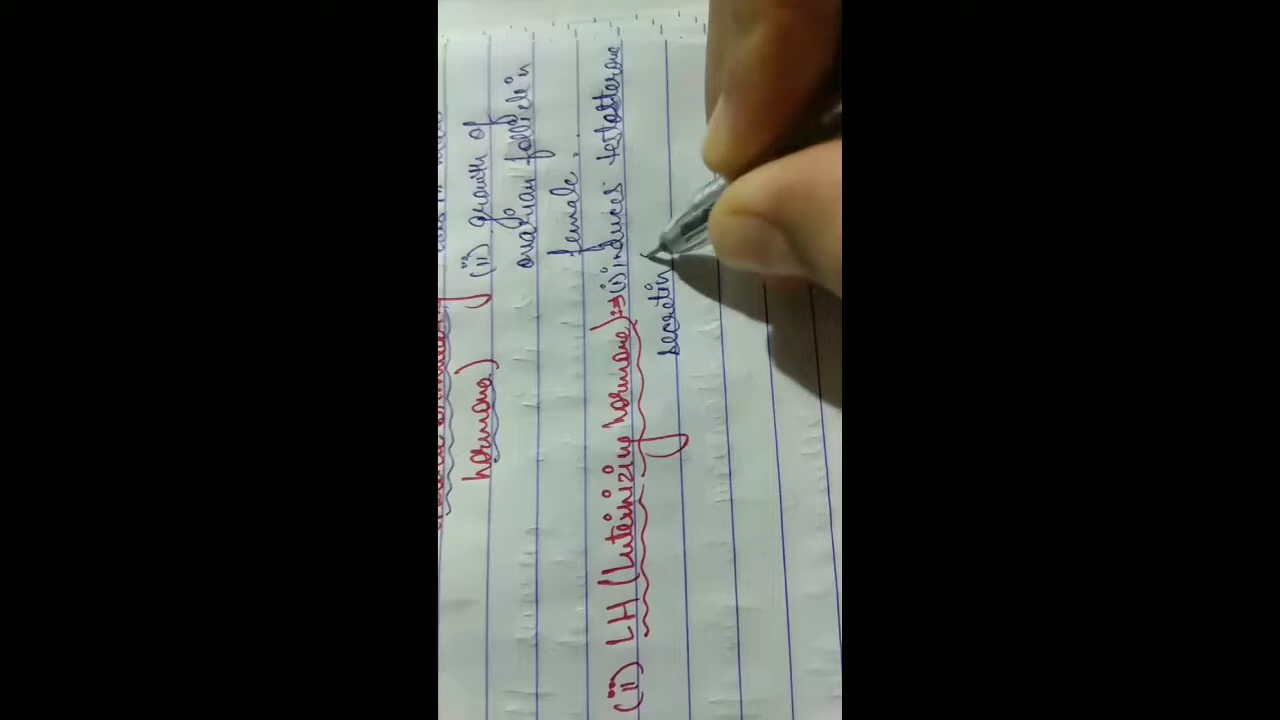 hormone) (ii) growth of
ovarian follicle in
female.
(ii) LH (Luteinizing hormone) ⇒ (i) induces testosterone
secretin